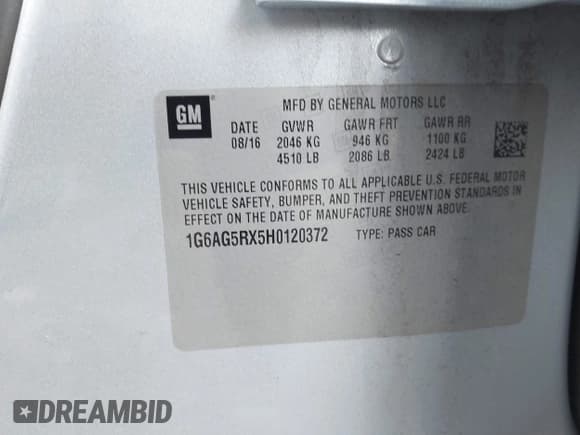 GM
MFD BY GENERAL MOTORS LLC
DATE GVWR GAWR FRT GAWR RR
08/16 2046 KG 946 KG 1100 KG
4510 LB 2086 LB 2424 LB
THIS VEHICLE CONFORMS TO ALL APPLICABLE U.S. FEDERAL MOTOR
VEHICLE SAFETY, BUMPER, AND THEFT PREVENTION STANDARDS IN
EFFECT ON THE DATE OF MANUFACTURE SHOWN ABOVE.
1G6AG5RX5H0120372 TYPE: PASS CAR
DREAMBID